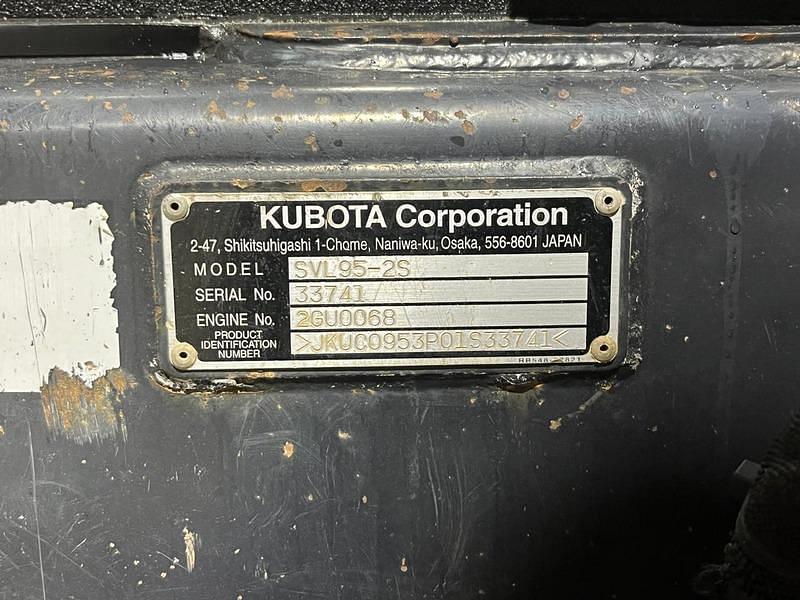 KUBOTA Corporation
2-47, Shikitsuhigashi 1-Chome, Naniwa-ku, Osaka, 556-8601 JAPAN
MODEL SVL95-2S
SERIAL No. 33741
ENGINE No. 2GU0068
PRODUCT IDENTIFICATION NUMBER >JKUC0953P01S33741<